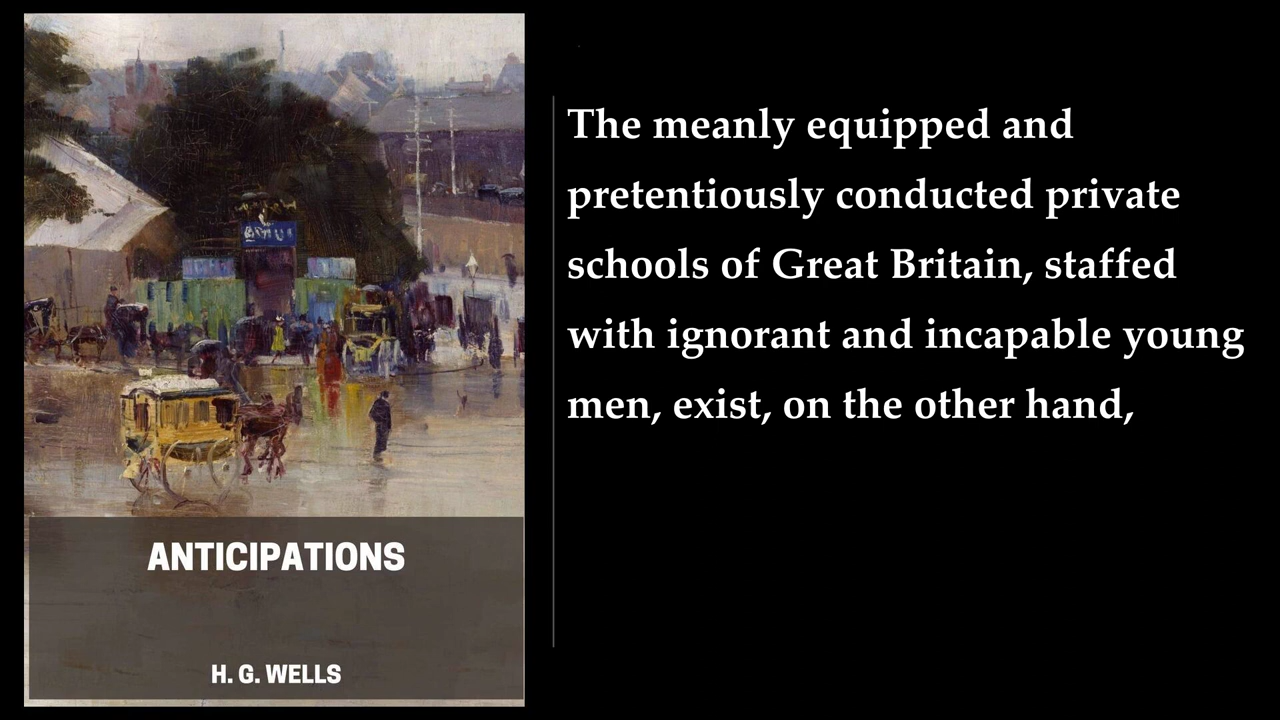 ANTICIPATIONS
H. G. WELLS
The meanly equipped and
pretentiously conducted private
schools of Great Britain, staffed
with ignorant and incapable young
men, exist, on the other hand,